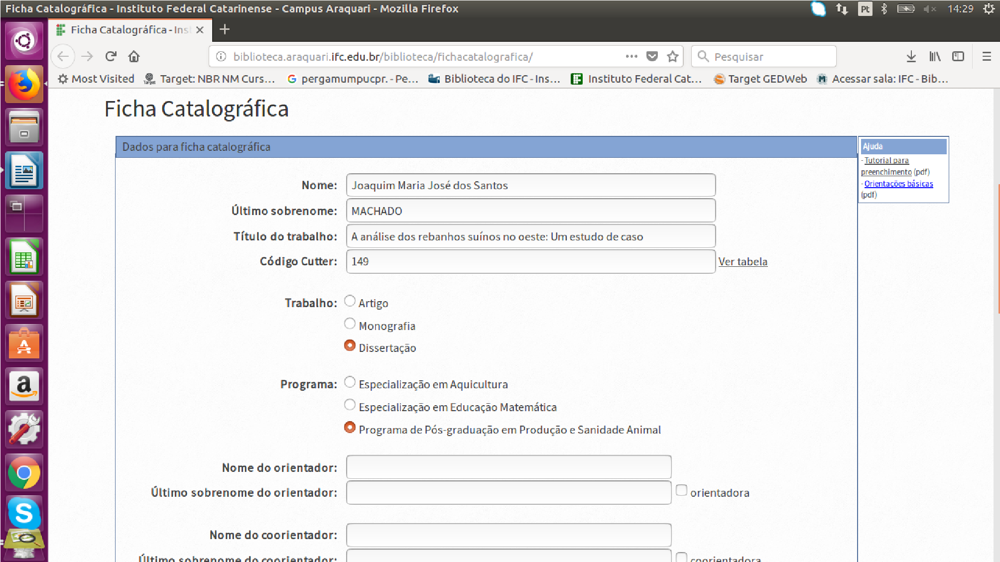 Ficha Catalográfica - Instituto Federal Catarinense - Campus Araquari - Mozilla Firefox
Pt
14:29
Ficha Catalográfica - Inst
biblioteca.araquari.ifc.edu.br/biblioteca/fichacatalografica/
Pesquisar
Most Visited
Target: NBR NM Curs...
pergamumpucpr. - Pe...
Biblioteca do IFC - Ins...
Instituto Federal Cat...
Target GEDWeb
Acessar sala: IFC - Bib...
Ficha Catalográfica
Dados para ficha catalográfica
Ajuda
- Tutorial para
preenchimento (pdf)
- Orientações básicas
(pdf)
Nome: Joaquim Maria José dos Santos
Último sobrenome: MACHADO
Título do trabalho: A análise dos rebanhos suínos no oeste: Um estudo de caso
Código Cutter: 149 Ver tabela
Trabalho: Artigo
Monografia
Dissertação
Programa: Especialização em Aquicultura
Especialização em Educação Matemática
Programa de Pós-graduação em Produção e Sanidade Animal
Nome do orientador:
Último sobrenome do orientador: orientadora
Nome do coorientador:
Último sobrenome do coorientador: coorientadora